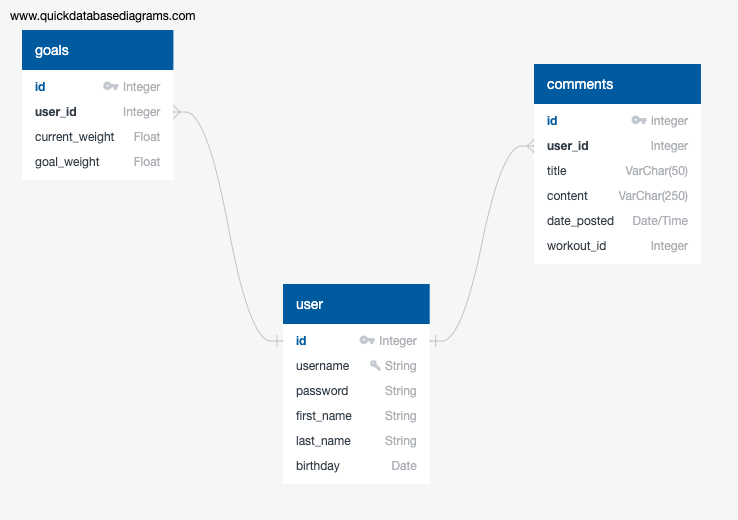 www.quickdatabasediagrams.com
goals
id Integer
user_id Integer
current_weight Float
goal_weight Float
comments
id integer
user_id Integer
title VarChar(50)
content VarChar(250)
date_posted Date/Time
workout_id Integer
user
id Integer
username String
password String
first_name String
last_name String
birthday Date